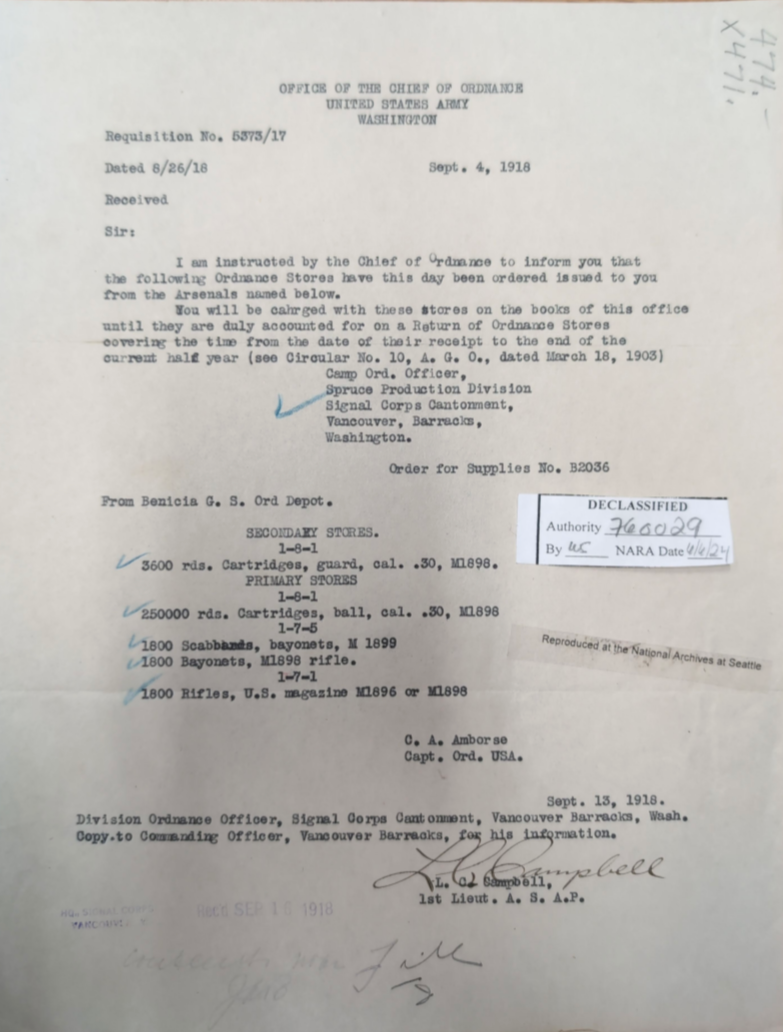 474.-
X471.
OFFICE OF THE CHIEF OF ORDNANCE
UNITED STATES ARMY
WASHINGTON
Requisition No. 5373/17
Dated 8/26/18 Sept. 4, 1918
Received
Sir:
I am instructed by the Chief of Ordnance to inform you that
the following Ordnance Stores have this day been ordered issued to you
from the Arsenals named below.
You will be cahrged with these stores on the books of this office
until they are duly accounted for on a Return of Ordnance Stores
covering the time from the date of their receipt to the end of the
current half year (see Circular No. 10, A. G. O., dated March 18, 1903)
Camp Ord. Officer,
Spruce Production Division
Signal Corps Cantonment,
Vancouver, Barracks,
Washington.
Order for Supplies No. B2036
From Benicia G. S. Ord Depot.
DECLASSIFIED
Authority 760029
By WC NARA Date 4/6/24
SECONDARY STORES.
1-8-1
3600 rds. Cartridges, guard, cal. .30, M1898.
PRIMARY STORES
1-8-1
250000 rds. Cartridges, ball, cal. .30, M1898
1-7-5
1800 Scabbards, bayonets, M 1899
1800 Bayonets, M1898 rifle.
1-7-1
1800 Rifles, U.S. magazine M1896 or M1898
Reproduced at the National Archives at Seattle
C. A. Amborse
Capt. Ord. USA.
Sept. 13, 1918.
Division Ordnance Officer, Signal Corps Cantonment, Vancouver Barracks, Wash.
Copy.to Commanding Officer, Vancouver Barracks, for his information.
L C Campbell
L. C. Campbell,
1st Lieut. A. S. A.P.
HQ. SIGNAL CORPS
VANCOUVER
REC'D SEP 1 1918
File